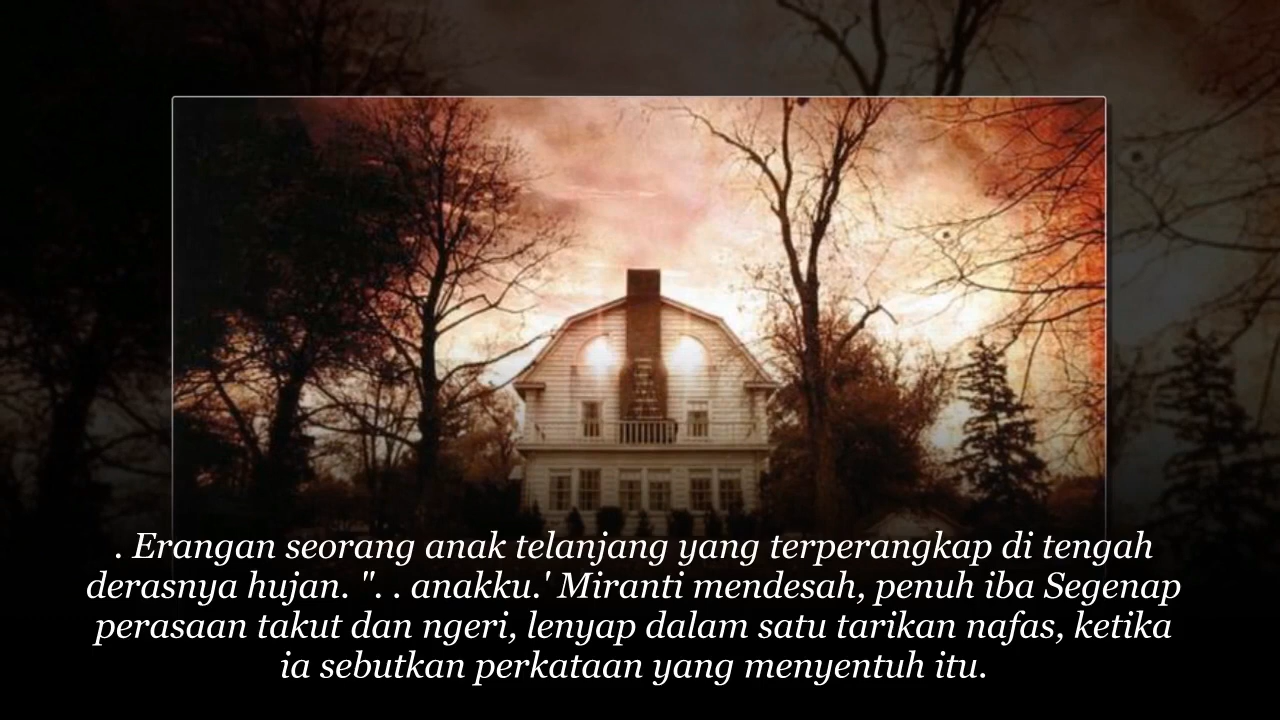 . Erangan seorang anak telanjang yang terperangkap di tengah
derasnya hujan. ". . anakku.' Miranti mendesah, penuh iba Segenap
perasaan takut dan ngeri, lenyap dalam satu tarikan nafas, ketika
ia sebutkan perkataan yang menyentuh itu.